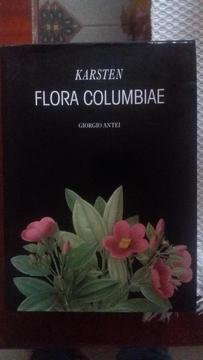 KARSTEN
FLORA COLUMBIAE
GIORGIO ANTEI